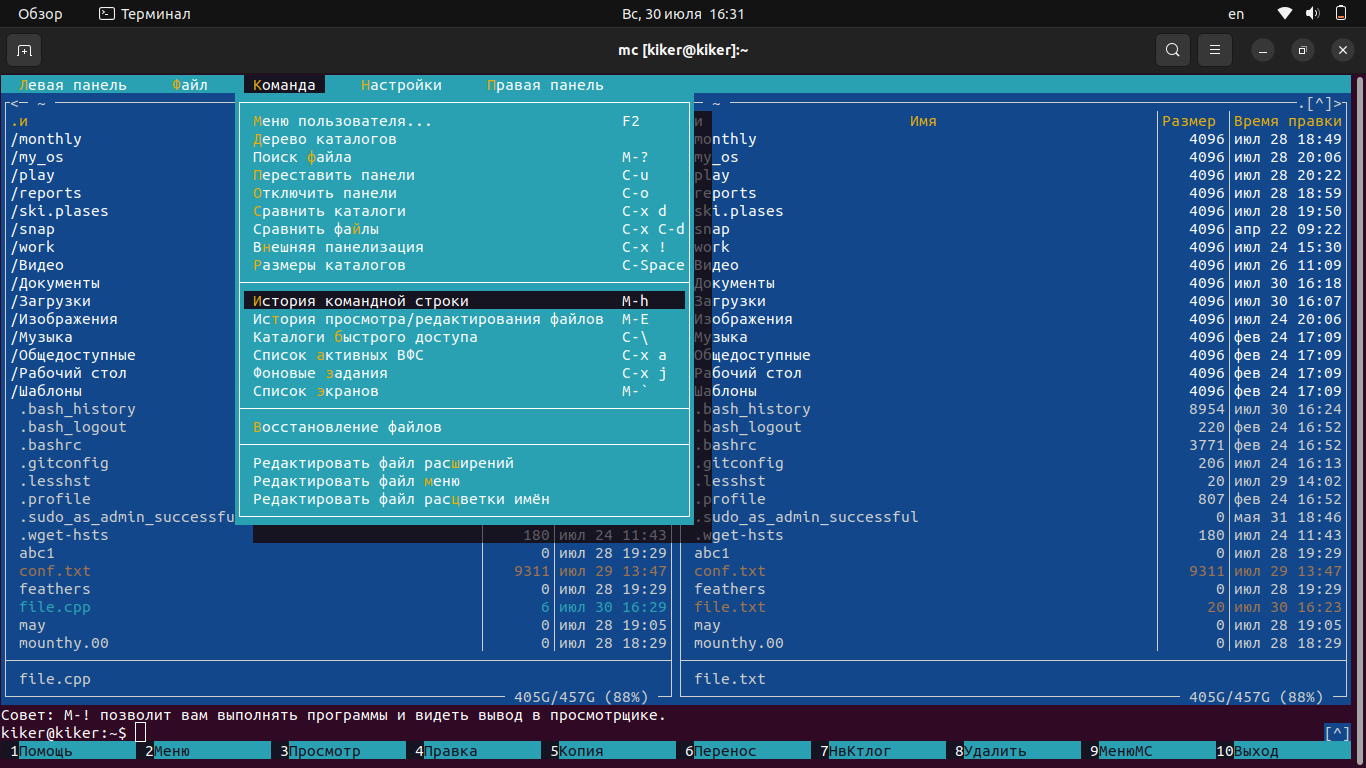 Обзор Терминал Вс, 30 июля 16:31 en
mc [kiker@kiker]:~
Левая панель Файл Команда Настройки Правая панель
<─ ~ ~ .[^]>
.и Меню пользователя... F2 и Имя Размер Время правки
/monthly Дерево каталогов monthly 4096 июл 28 18:49
/my_os Поиск файла M-? my_os 4096 июл 28 20:06
/play Переставить панели C-u play 4096 июл 28 20:22
/reports Отключить панели C-o reports 4096 июл 28 18:59
/ski.plases Сравнить каталоги C-x d ski.plases 4096 июл 28 19:50
/snap Сравнить файлы C-x C-d snap 4096 апр 22 09:22
/work Внешняя панелизация C-x ! work 4096 июл 24 15:30
/Видео Размеры каталогов C-Space Видео 4096 июл 26 11:09
/Документы Документы 4096 июл 30 16:18
/Загрузки История командной строки M-h Загрузки 4096 июл 30 16:07
/Изображения История просмотра/редактирования файлов M-E Изображения 4096 июл 24 20:06
/Музыка Каталоги быстрого доступа C-\ Музыка 4096 фев 24 17:09
/Общедоступные Список активных ВФС C-x a Общедоступные 4096 фев 24 17:09
/Рабочий стол Фоновые задания C-x j Рабочий стол 4096 фев 24 17:09
/Шаблоны Список экранов M-` Шаблоны 4096 фев 24 17:09
.bash_history .bash_history 8954 июл 30 16:24
.bash_logout Восстановление файлов .bash_logout 220 фев 24 16:52
.bashrc .bashrc 3771 фев 24 16:52
.gitconfig Редактировать файл расширений .gitconfig 206 июл 24 16:13
.lesshst Редактировать файл меню .lesshst 20 июл 29 14:02
.profile Редактировать файл расцветки имён .profile 807 фев 24 16:52
.sudo_as_admin_successfu .sudo_as_admin_successful 0 мая 31 18:46
.wget-hsts 180 июл 24 11:43 .wget-hsts 180 июл 24 11:43
abc1 0 июл 28 19:29 abc1 0 июл 28 19:29
conf.txt 9311 июл 29 13:47 conf.txt 9311 июл 29 13:47
feathers 0 июл 28 19:29 feathers 0 июл 28 19:29
file.cpp 6 июл 30 16:29 file.txt 20 июл 30 16:23
may 0 июл 28 19:05 may 0 июл 28 19:05
mounthy.00 0 июл 28 18:29 mounthy.00 0 июл 28 18:29
file.cpp file.txt
405G/457G (88%) 405G/457G (88%)
Совет: M-! позволит вам выполнять программы и видеть вывод в просмотрщике.
kiker@kiker:~$ [^]
1Помощь 2Меню 3Просмотр 4Правка 5Копия 6Перенос 7НвКтлог 8Удалить 9МенюMC 10Выход